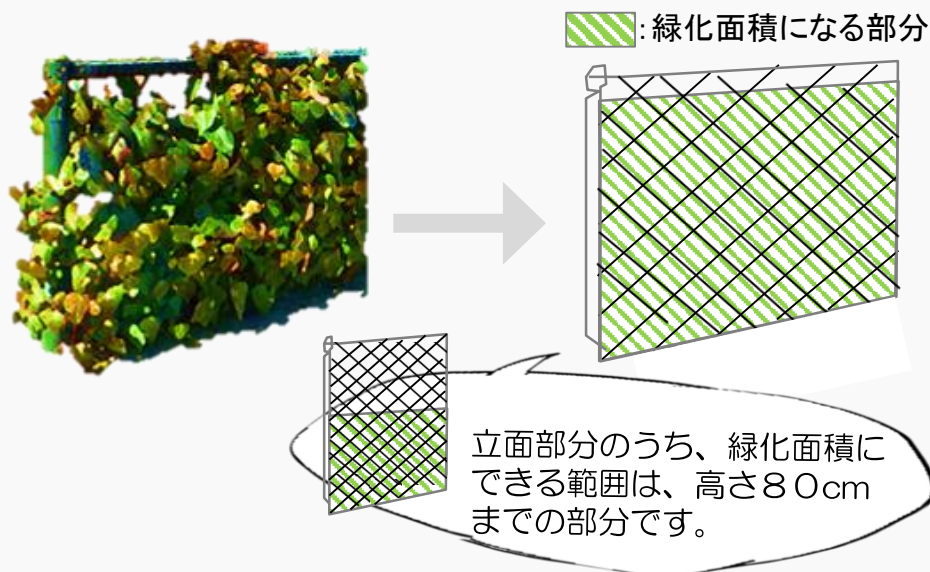 :緑化面積になる部分
立面部分のうち、緑化面積に
できる範囲は、高さ８０cm
までの部分です。